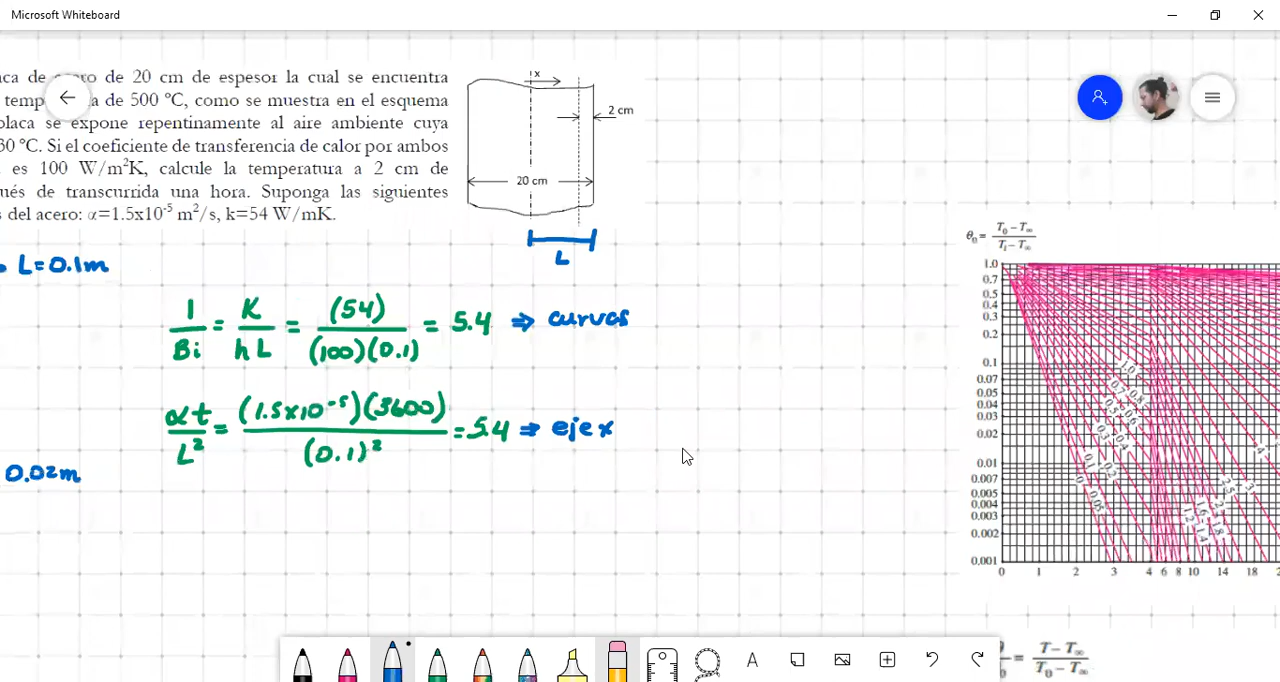 Microsoft Whiteboard
de 20 cm de espesor la cual se encuentra
de 500 ºC, como se muestra en el esquema
placa se expone repentinamente al aire ambiente cuya
30 ºC. Si el coeficiente de transferencia de calor por ambos
es 100 W/m²K, calcule la temperatura a 2 cm de
ués de transcurrida una hora. Suponga las siguientes
del acero: α=1.5x10⁻⁵ m²/s, k=54 W/mK.
x
2 cm
20 cm
L
L=0.1m
1/Bi = K/hL = (54)/(100)(0.1) = 5.4 ⇒ curvas
αt/L² = (1.5x10⁻⁵)(3600)/(0.1)² = 5.4 ⇒ eje x
0.02m
θ₀ = T₀ − T∞ / Tᵢ − T∞
1.0
0.7
0.5
0.4
0.3
0.2
0.1
0.07
0.05
0.04
0.03
0.02
0.01
0.007
0.005
0.004
0.003
0.002
0.001
0 1 2 3 4 6 8 10 14 18
= T − T∞ / T₀ − T∞
A